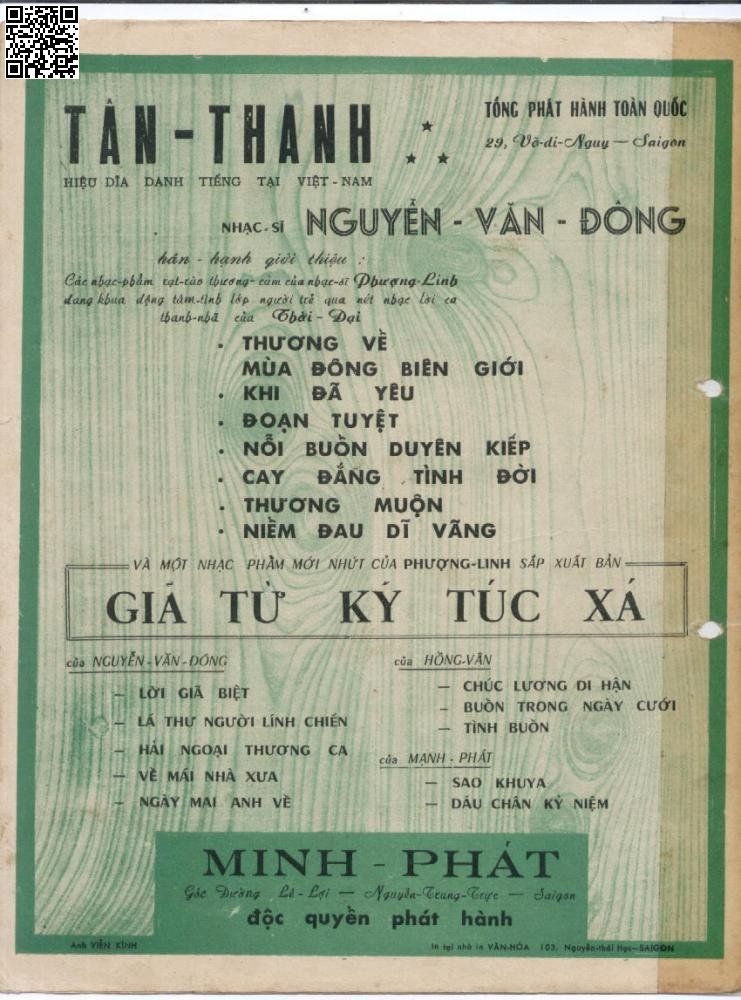 TÂN - THANH
HIỆU DĨA DANH TIẾNG TẠI VIỆT - NAM
TỔNG PHÁT HÀNH TOÀN QUỐC
29, Võ-di-Nguy — Saigon
NHẠC-SĨ NGUYỄN - VĂN - ĐÔNG
hân - hạnh giới thiệu :
Các nhạc-phẩm rạt-rào thương-cảm của nhạc-sĩ Phượng-Linh
đang khua động tâm-tình lớp người trẻ qua nét nhạc lời ca
thanh-nhã của Thời - Đại
• THƯƠNG VỀ
MÙA ĐÔNG BIÊN GIỚI
• KHI ĐÃ YÊU
• ĐOẠN TUYỆT
• NỖI BUỒN DUYÊN KIẾP
• CAY ĐẮNG TÌNH ĐỜI
• THƯƠNG MUỘN
• NIỀM ĐAU DĨ VÃNG
VÀ MỘT NHẠC PHẨM MỚI NHỨT CỦA PHƯỢNG-LINH SẮP XUẤT BẢN
GIÃ TỪ KÝ TÚC XÁ
của NGUYỄN - VĂN - ĐÔNG
— LỜI GIÃ BIỆT
— LÁ THƯ NGƯỜI LÍNH CHIẾN
— HẢI NGOẠI THƯƠNG CA
— VỀ MÁI NHÀ XƯA
— NGÀY MAI ANH VỀ
của HỒNG-VÂN
— CHÚC LƯƠNG ĐI HẬN
— BUỒN TRONG NGÀY CƯỚI
— TÌNH BUỒN
của MẠNH - PHÁT
— SAO KHUYA
— DẤU CHÂN KỶ NIỆM
MINH - PHÁT
Góc Đường Lê - Lợi — Nguyễn-Trung-Trực — Saigon
độc quyền phát hành
Ảnh VIỄN KÍNH
In tại nhà in VĂN-HÓA 103, Nguyễn-thái Học—SAIGON